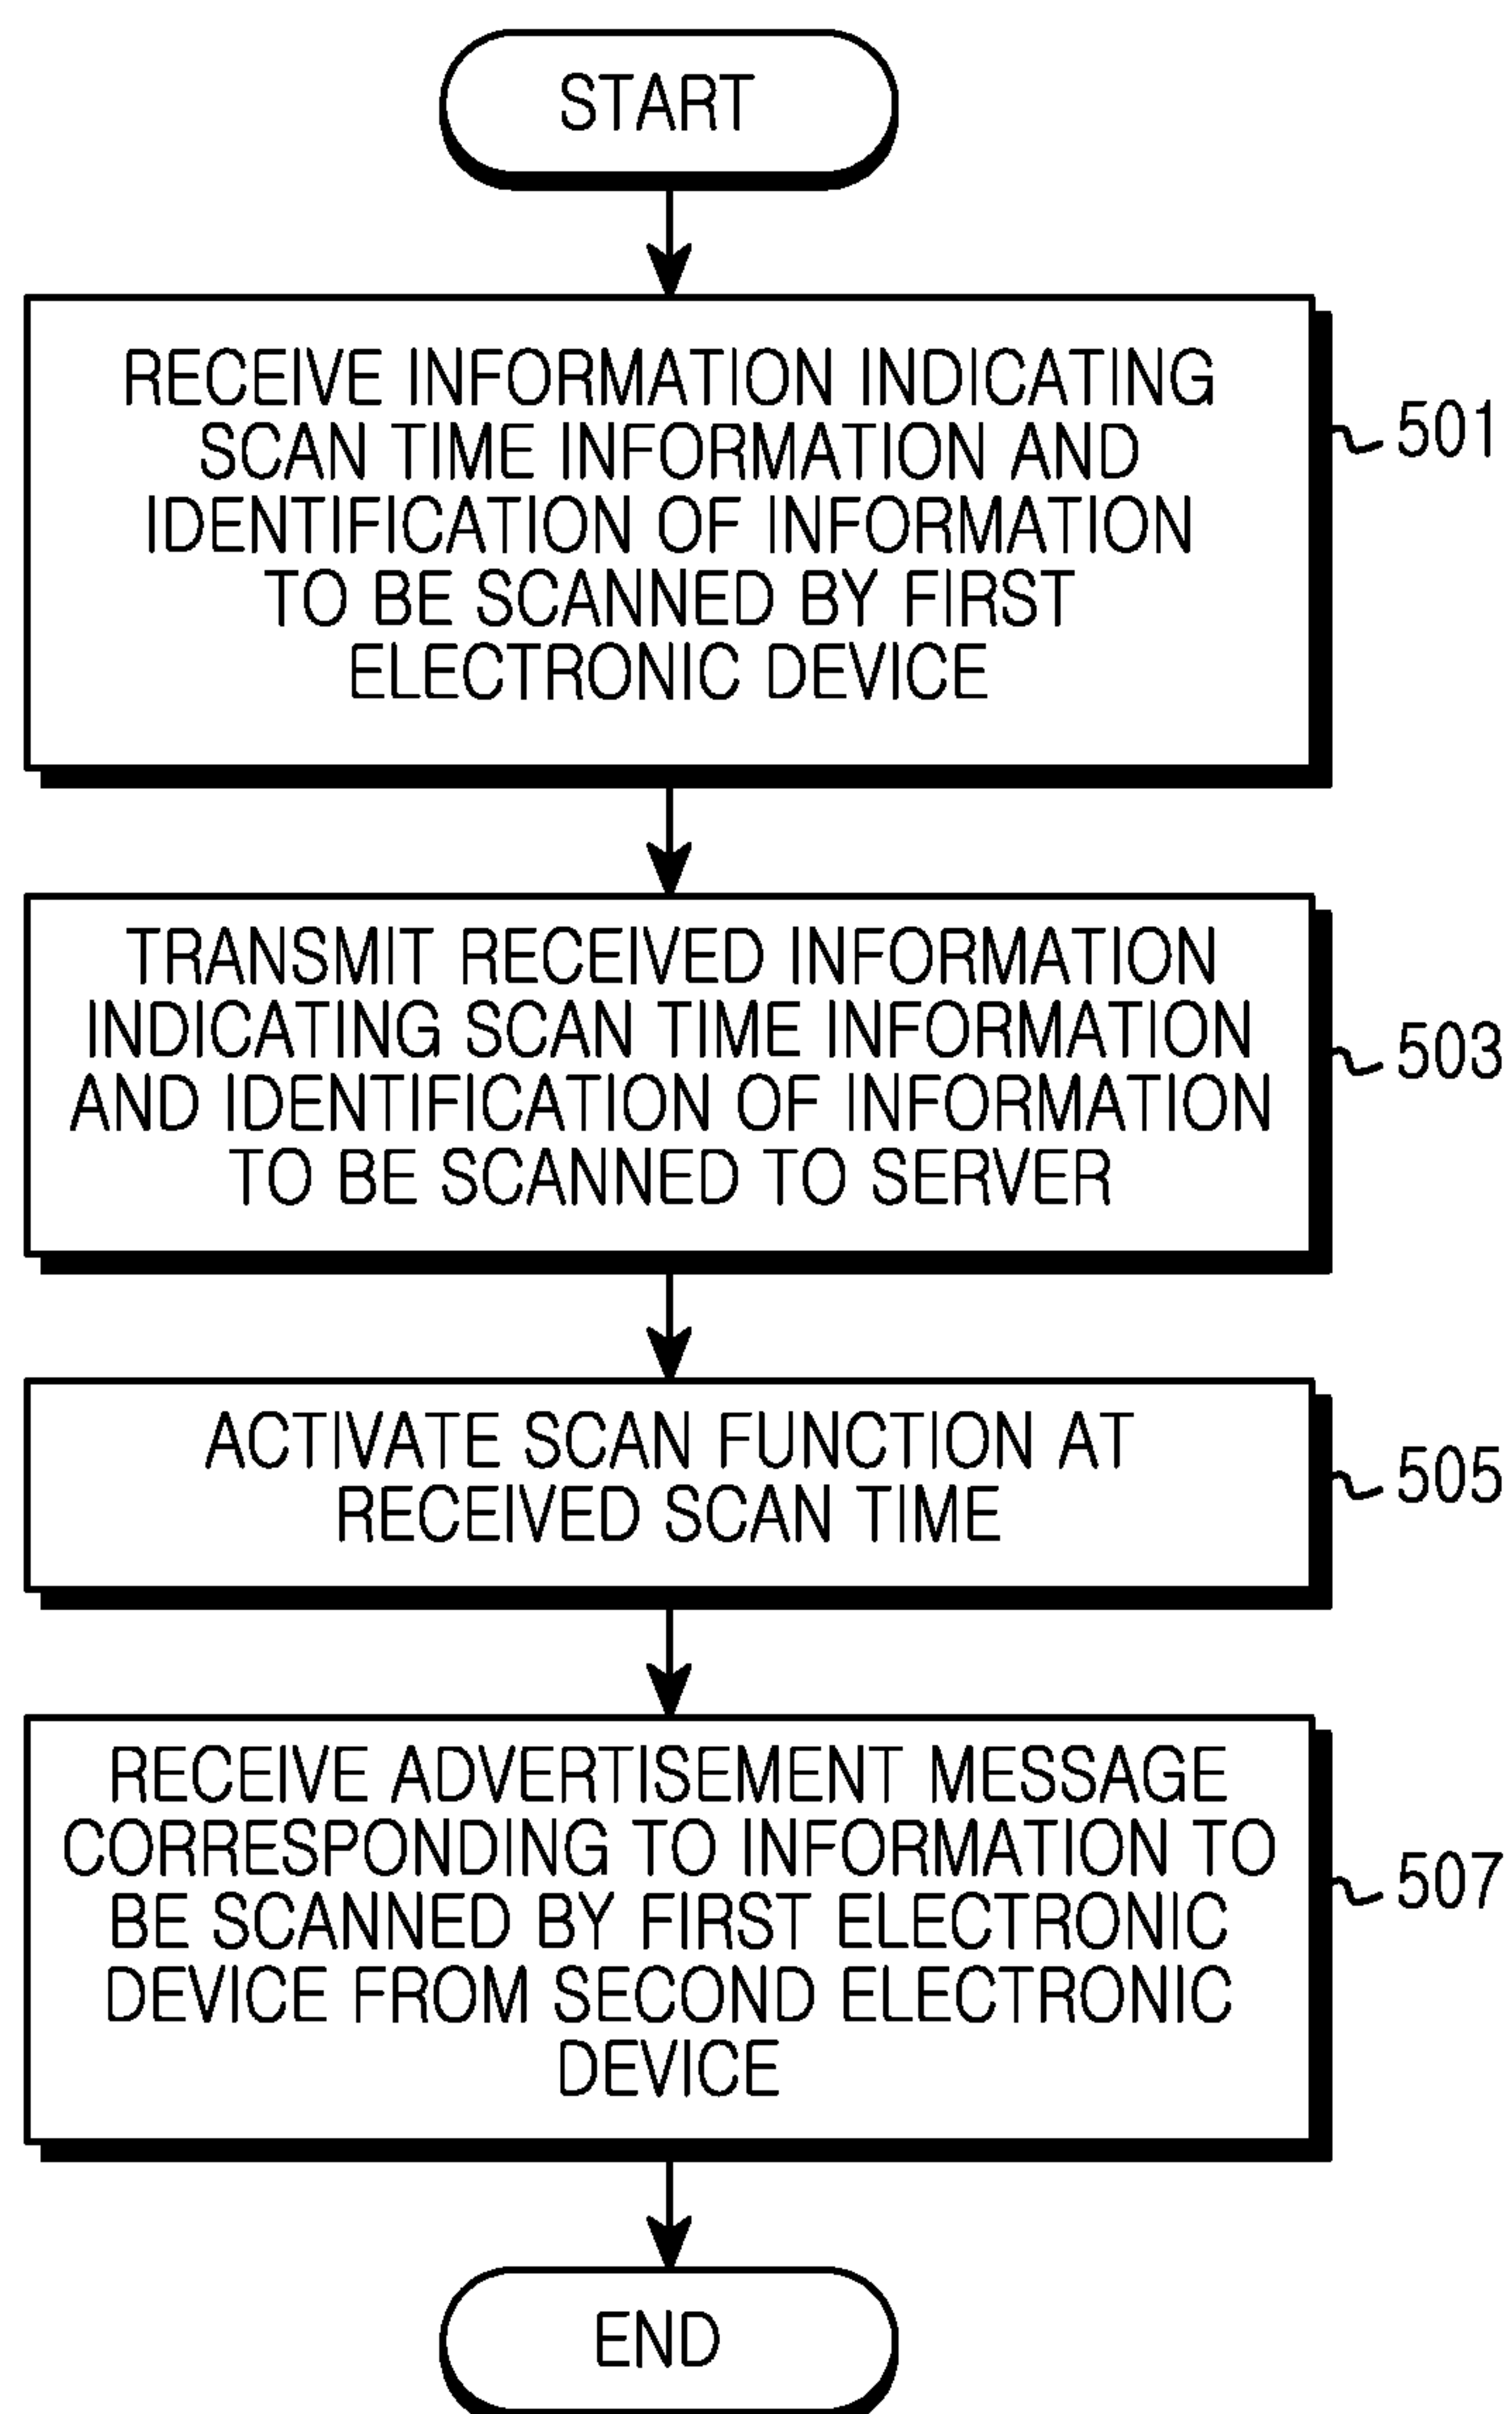 START
RECEIVE INFORMATION INDICATING
SCAN TIME INFORMATION AND
IDENTIFICATION OF INFORMATION
TO BE SCANNED BY FIRST
ELECTRONIC DEVICE
501
TRANSMIT RECEIVED INFORMATION
INDICATING SCAN TIME INFORMATION
AND IDENTIFICATION OF INFORMATION
TO BE SCANNED TO SERVER
503
ACTIVATE SCAN FUNCTION AT
RECEIVED SCAN TIME
505
RECEIVE ADVERTISEMENT MESSAGE
CORRESPONDING TO INFORMATION TO
BE SCANNED BY FIRST ELECTRONIC
DEVICE FROM SECOND ELECTRONIC
DEVICE
507
END